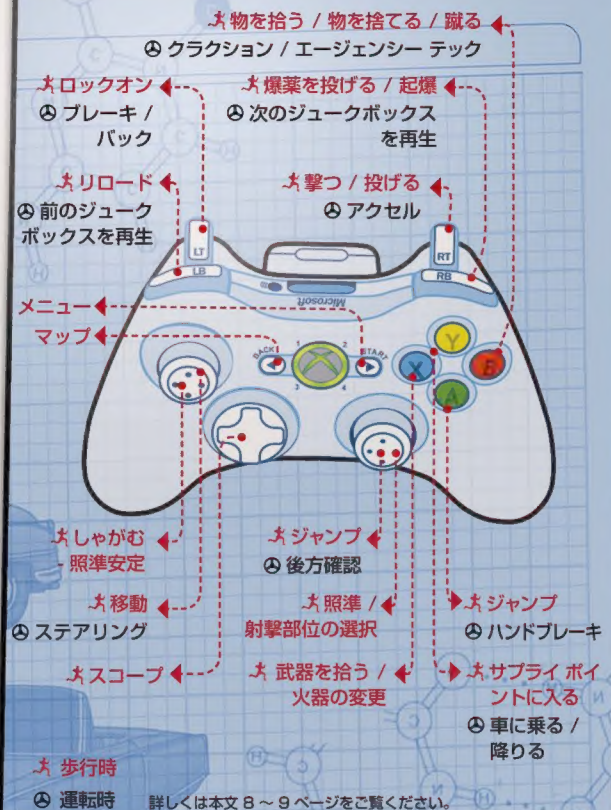 物を拾う / 物を捨てる / 蹴る
クラクション / エージェンシー テック
ロックオン
ブレーキ /
バック
爆薬を投げる / 起爆
次のジュークボックス
を再生
リロード
前のジューク
ボックスを再生
撃つ / 投げる
アクセル
LT
LB
RT
RB
Microsoft
メニュー
マップ
BACK
START
1
2
3
4
Y
X
B
A
しゃがむ
- 照準安定
ジャンプ
後方確認
移動
ステアリング
照準 /
射撃部位の選択
ジャンプ
ハンドブレーキ
スコープ
武器を拾う /
火器の変更
サプライ ポイ
ントに入る
車に乗る /
降りる
歩行時
運転時
詳しくは本文 8 ~ 9 ページをご覧ください。